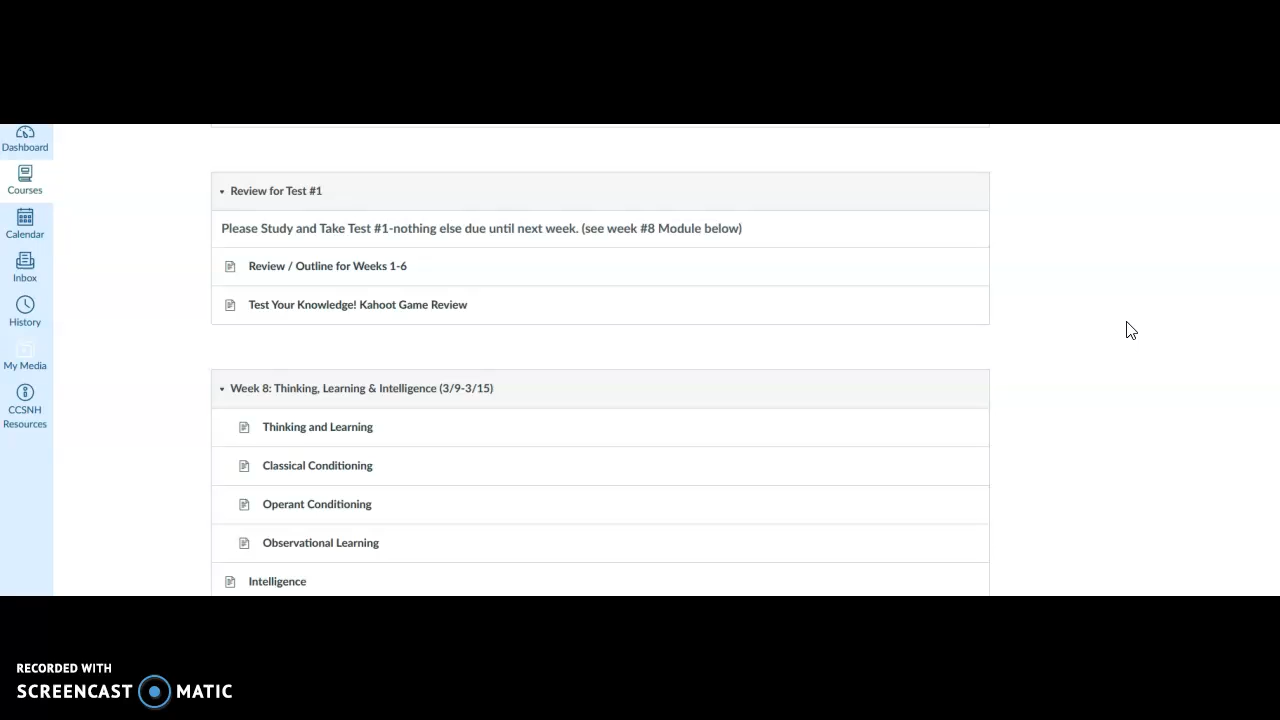 Dashboard
Courses
Calendar
Inbox
History
My Media
CCSNH
Resources
Review for Test #1
Please Study and Take Test #1-nothing else due until next week. (see week #8 Module below)
Review / Outline for Weeks 1-6
Test Your Knowledge! Kahoot Game Review
Week 8: Thinking, Learning & Intelligence (3/9-3/15)
Thinking and Learning
Classical Conditioning
Operant Conditioning
Observational Learning
Intelligence
RECORDED WITH
SCREENCAST MATIC